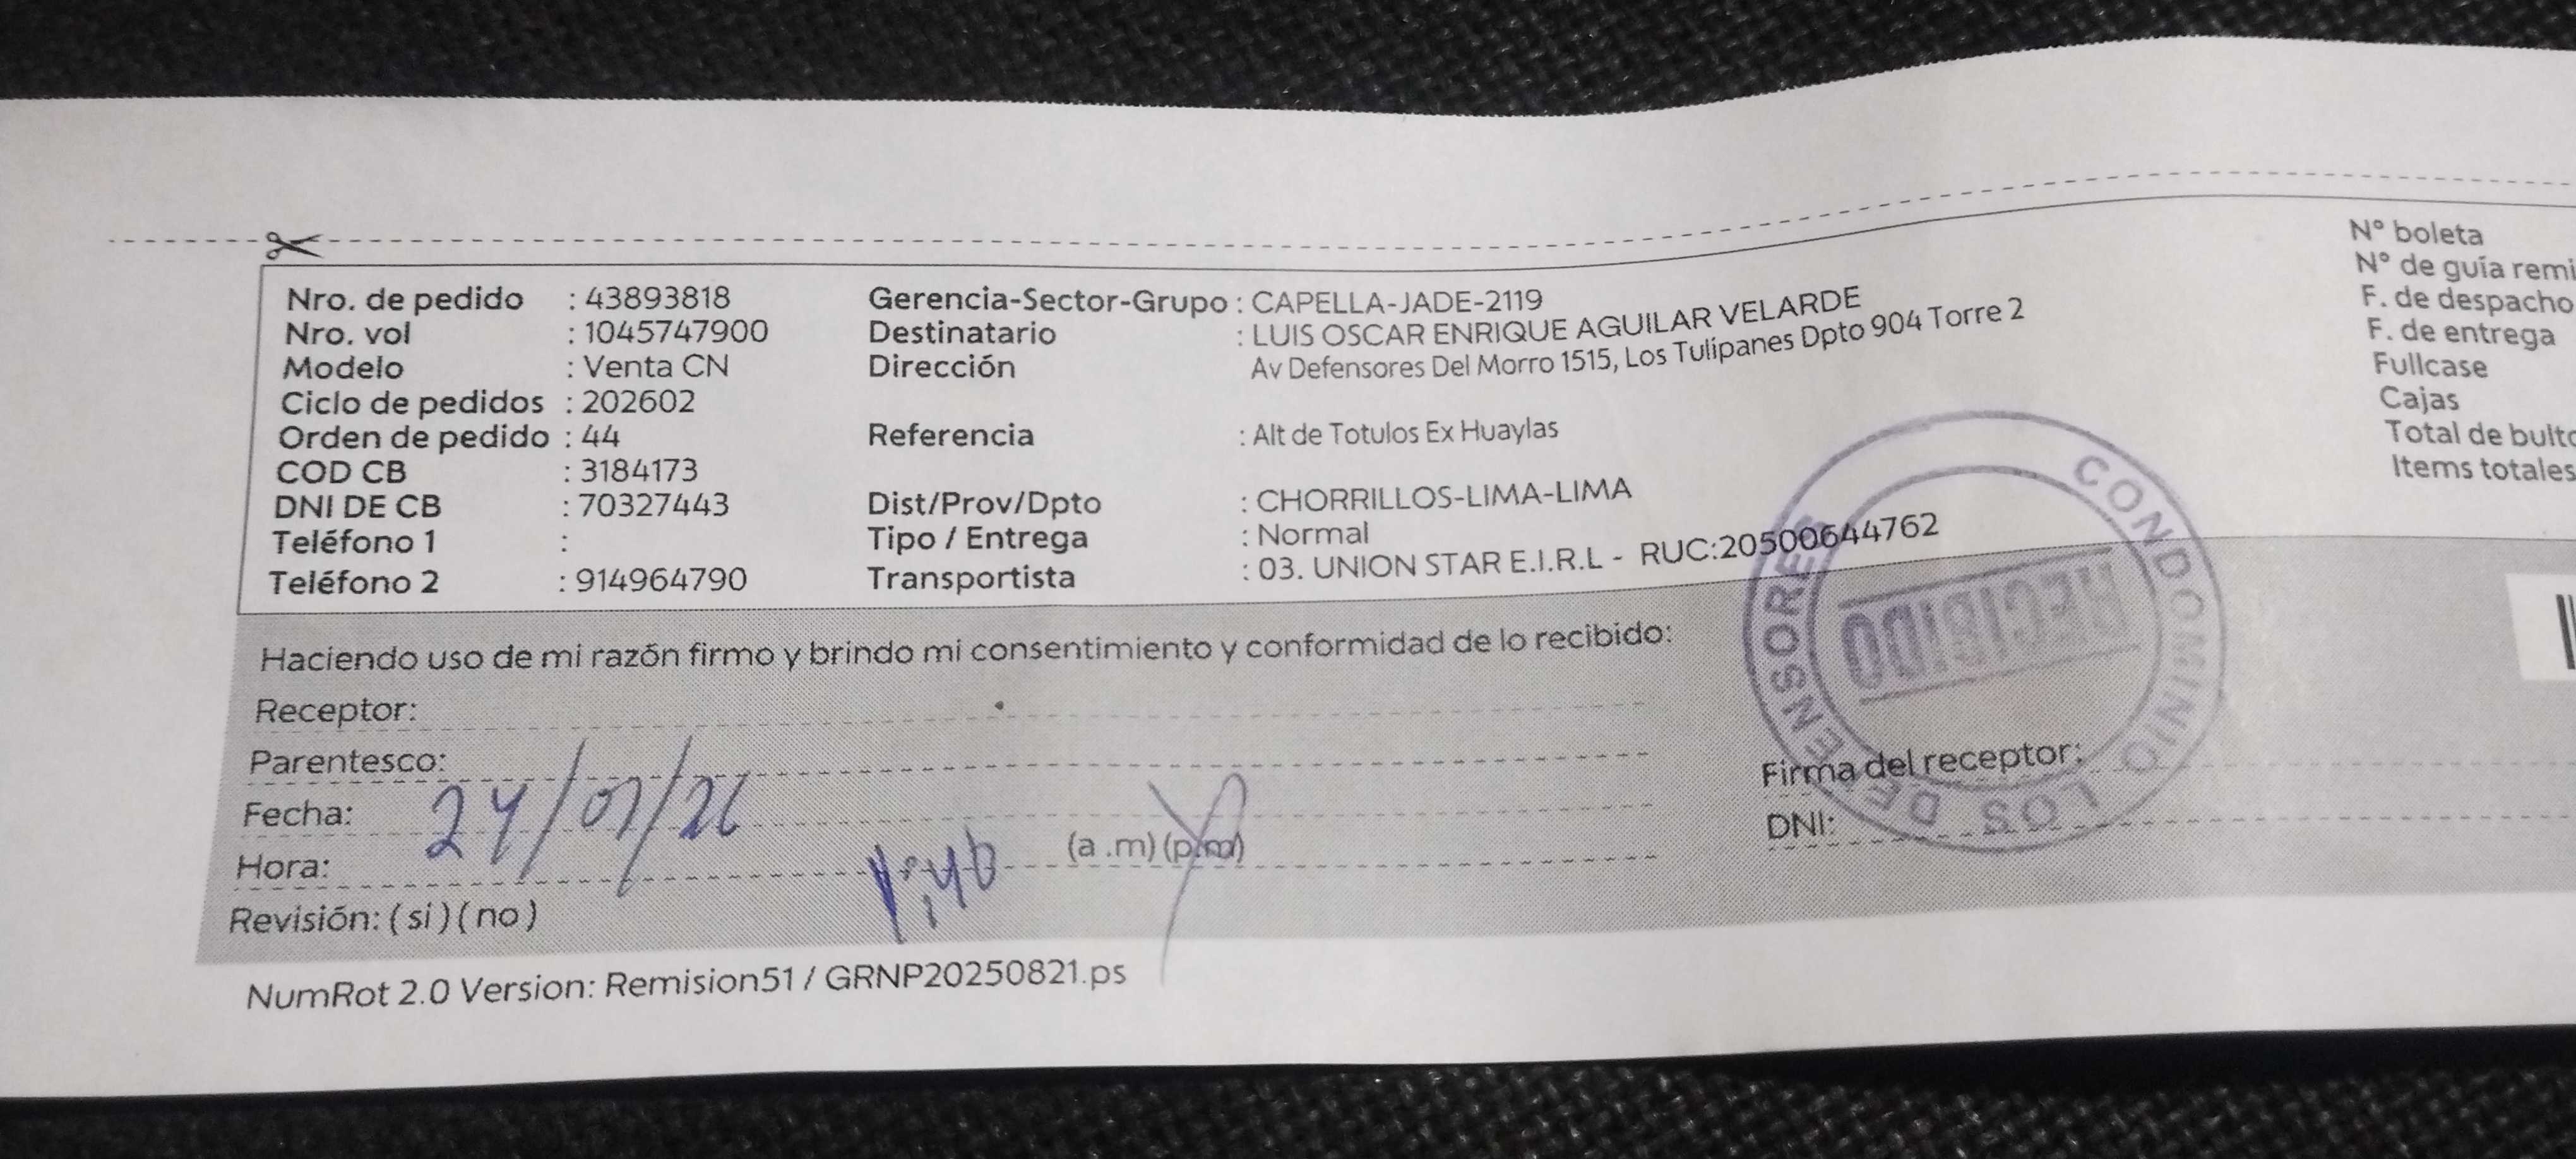 Nro. de pedido : 43893818
Nro. vol : 1045747900
Modelo : Venta CN
Ciclo de pedidos : 202602
Orden de pedido : 44
COD CB : 3184173
DNI DE CB : 70327443
Teléfono 1 :
Teléfono 2 : 914964790
Gerencia-Sector-Grupo : CAPELLA-JADE-2119
Destinatario : LUIS OSCAR ENRIQUE AGUILAR VELARDE
Dirección Av Defensores Del Morro 1515, Los Tulipanes Dpto 904 Torre 2
Referencia : Alt de Totulos Ex Huaylas
Dist/Prov/Dpto : CHORRILLOS-LIMA-LIMA
Tipo / Entrega : Normal
Transportista : 03. UNION STAR E.I.R.L - RUC:20500644762
N° boleta
N° de guía remi
F. de despacho
F. de entrega
Fullcase
Cajas
Total de bulto
Items totales
Haciendo uso de mi razón firmo y brindo mi consentimiento y conformidad de lo recibido:
Receptor:
Parentesco:
Fecha: 24/01/26
Hora: (a .m) (p.m)
Revisión: ( si ) ( no )
Firma del receptor:
DNI:
CONDOMINIO LOS DEFENSORES
RECIBIDO
NumRot 2.0 Version: Remision51 / GRNP20250821.ps